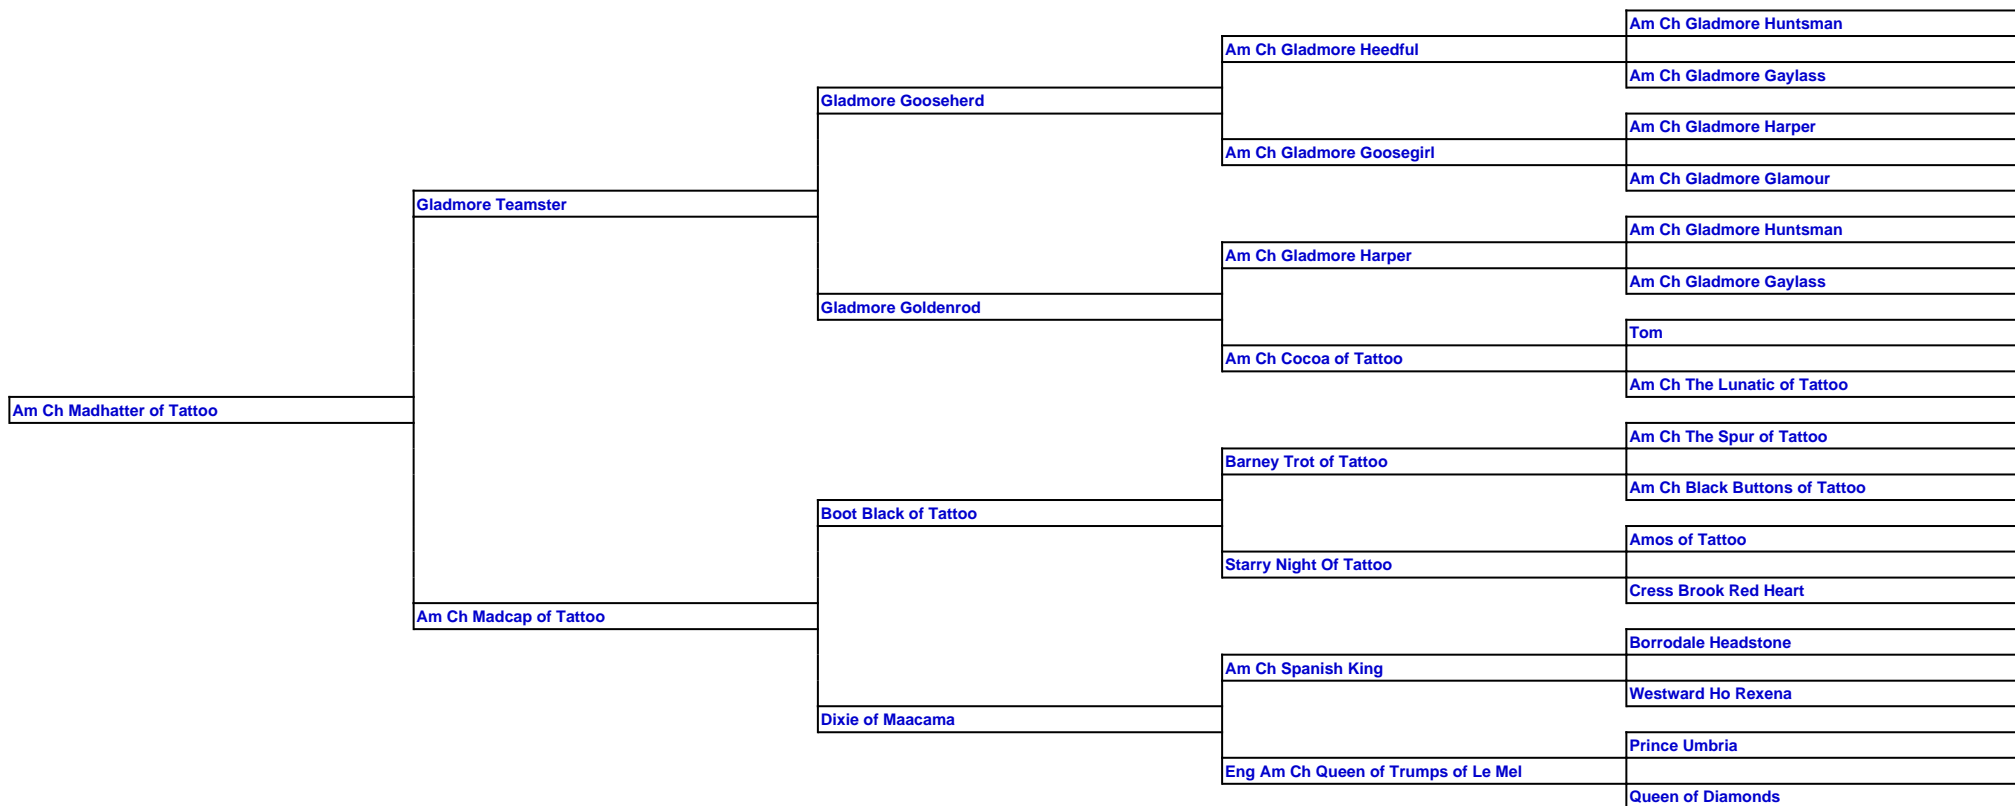 Am Ch Gladmore Huntsman
Am Ch Gladmore Heedful
Am Ch Gladmore Gaylass
Gladmore Gooseherd
Am Ch Gladmore Harper
Am Ch Gladmore Goosegirl
Am Ch Gladmore Glamour
Gladmore Teamster
Am Ch Gladmore Huntsman
Am Ch Gladmore Harper
Am Ch Gladmore Gaylass
Gladmore Goldenrod
Tom
Am Ch Cocoa of Tattoo
Am Ch The Lunatic of Tattoo
Am Ch Madhatter of Tattoo
Am Ch The Spur of Tattoo
Barney Trot of Tattoo
Am Ch Black Buttons of Tattoo
Boot Black of Tattoo
Amos of Tattoo
Starry Night Of Tattoo
Cress Brook Red Heart
Am Ch Madcap of Tattoo
Borrodale Headstone
Am Ch Spanish King
Westward Ho Rexena
Dixie of Maacama
Prince Umbria
Eng Am Ch Queen of Trumps of Le Mel
Queen of Diamonds